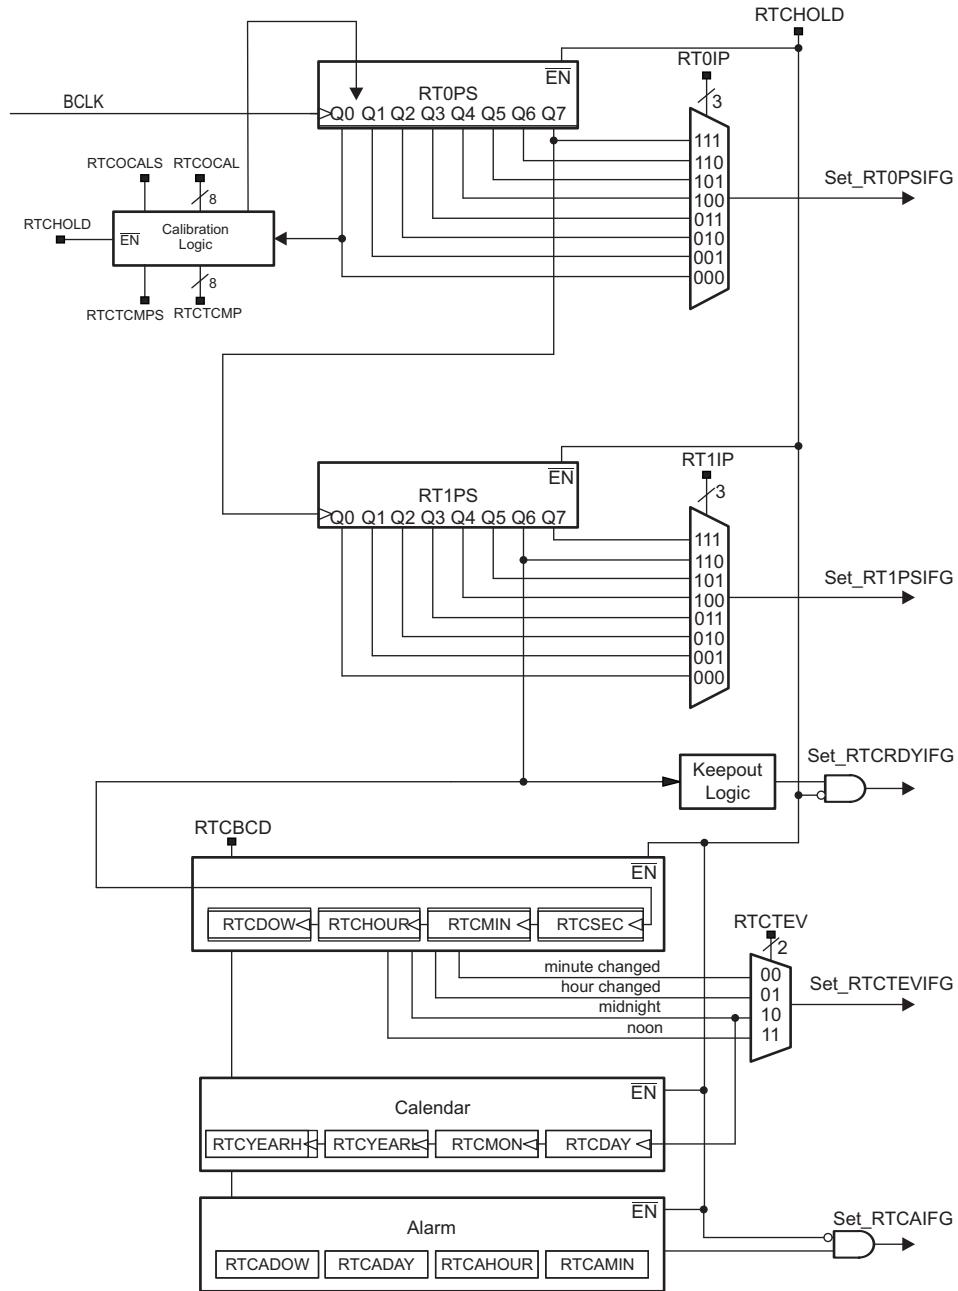 RTCHOLD
RT0IP
3
EN
RT0PS
BCLK
Q0 Q1 Q2 Q3 Q4 Q5 Q6 Q7
111
110
101
100
011
010
001
000
Set_RT0PSIFG
RTCOCALS RTCOCAL
8
RTCHOLD
EN
Calibration
Logic
8
RTCTCMPS RTCTCMP
RT1IP
3
EN
RT1PS
Q0 Q1 Q2 Q3 Q4 Q5 Q6 Q7
111
110
101
100
011
010
001
000
Set_RT1PSIFG
Keepout
Logic
Set_RTCRDYIFG
RTCBCD
EN
RTCDOW RTCHOUR RTCMIN RTCSEC
RTCTEV
2
minute changed
hour changed
midnight
noon
00
01
10
11
Set_RTCTEVIFG
EN
Calendar
RTCYEARH RTCYEARL RTCMON RTCDAY
EN
Alarm
RTCADOW RTCADAY RTCAHOUR RTCAMIN
Set_RTCAIFG